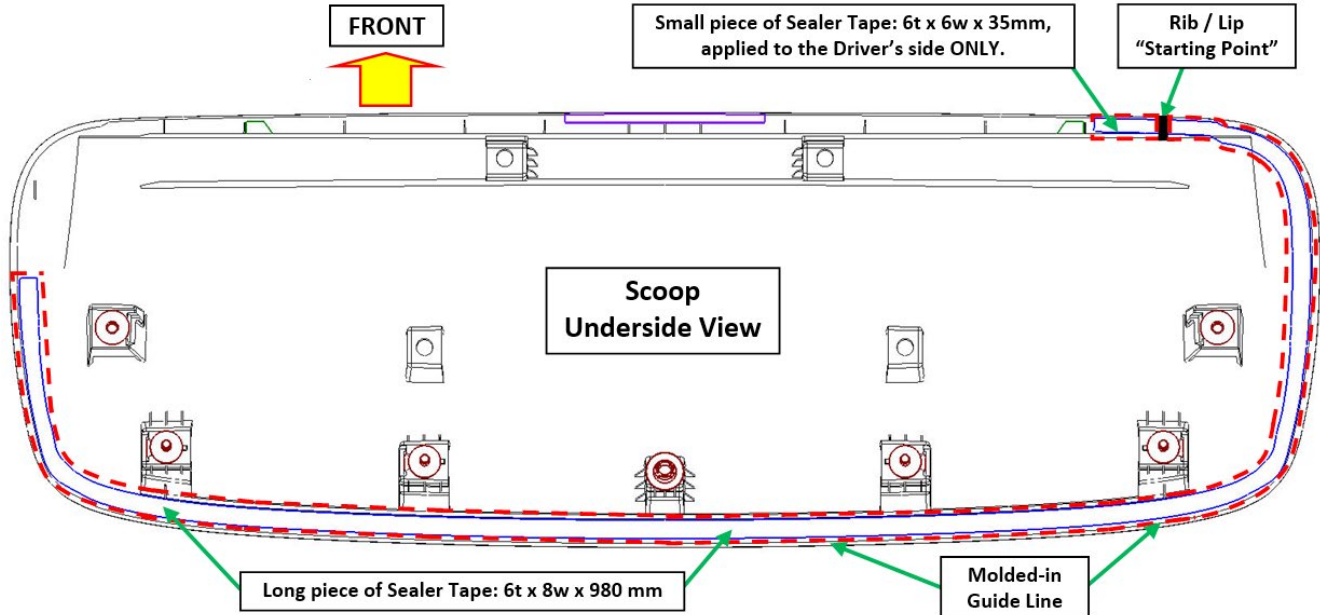 FRONT
Small piece of Sealer Tape: 6t x 6w x 35mm,
applied to the Driver’s side ONLY.
Rib / Lip
“Starting Point”
Scoop
Underside View
Long piece of Sealer Tape: 6t x 8w x 980 mm
Molded-in
Guide Line